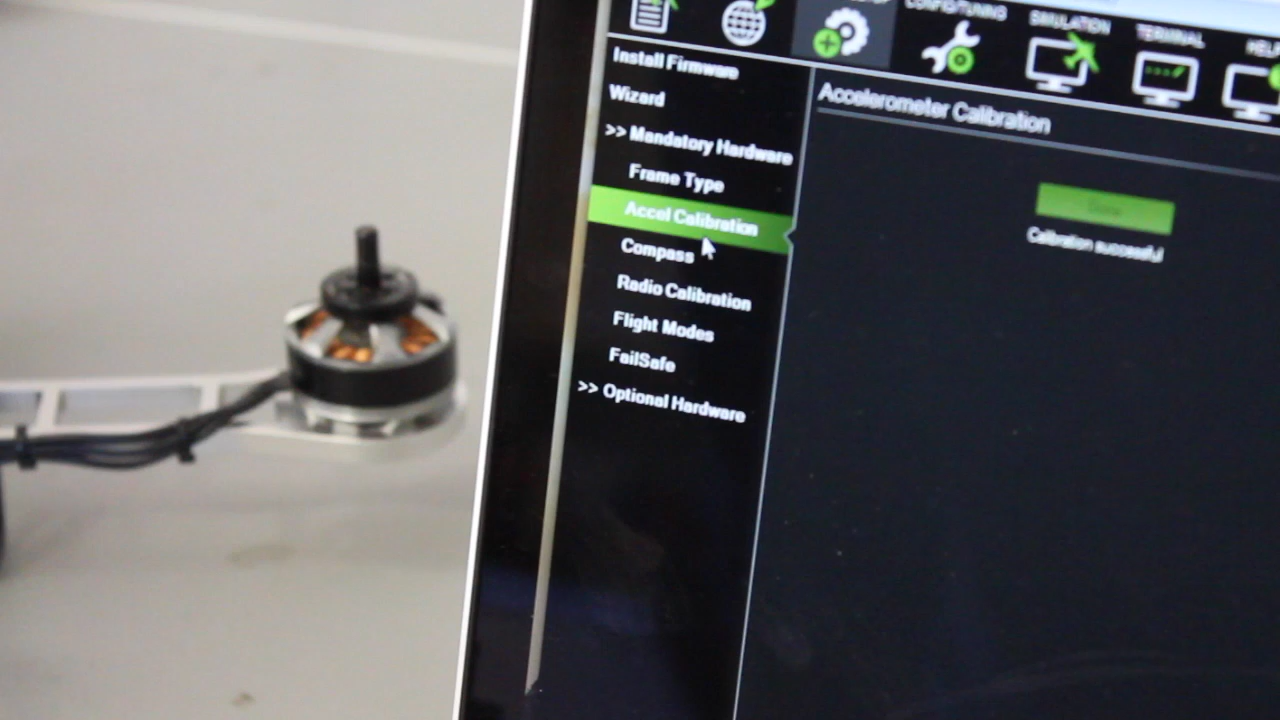 CONFIG/TUNING
SIMULATION
TERMINAL
HELP
Install Firmware
Wizard
>> Mandatory Hardware
Frame Type
Accel Calibration
Compass
Radio Calibration
Flight Modes
FailSafe
>> Optional Hardware
Accelerometer Calibration
Calibration successful